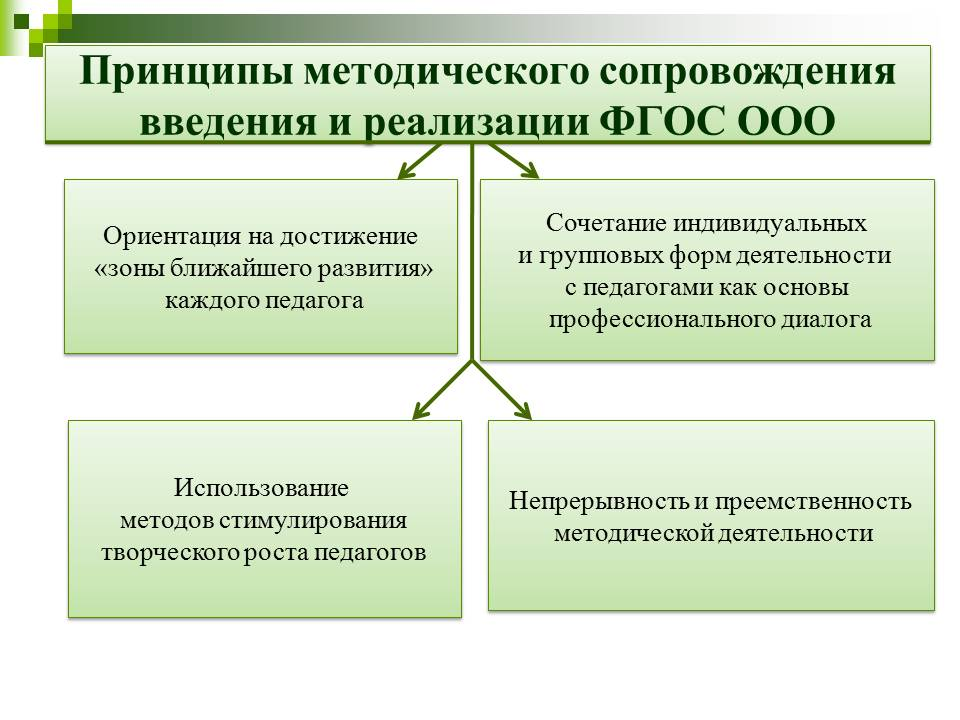 Принципы методического сопровождения
введения и реализации ФГОС ООО
Ориентация на достижение
«зоны ближайшего развития»
каждого педагога
Сочетание индивидуальных
и групповых форм деятельности
с педагогами как основы
профессионального диалога
Использование
методов стимулирования
творческого роста педагогов
Непрерывность и преемственность
методической деятельности